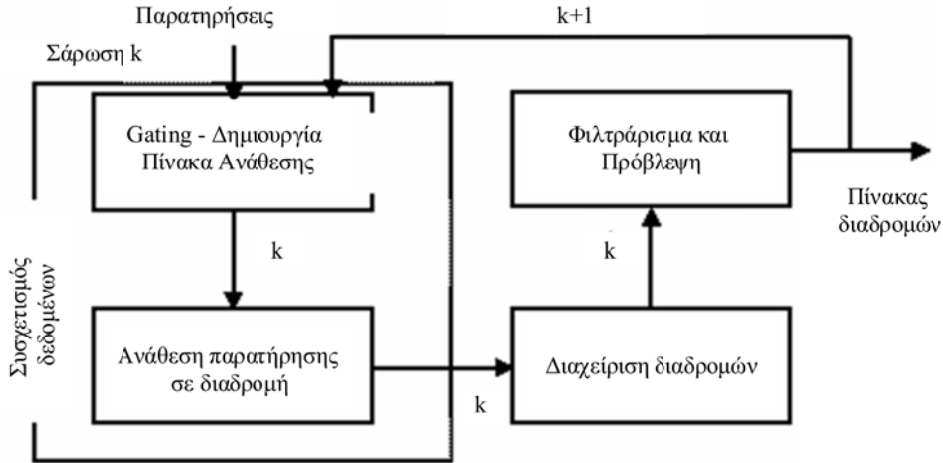 Παρατηρήσεις
k+1
Σάρωση k
Gating - Δημιουργία
Πίνακα Ανάθεσης
Φιλτράρισμα και
Πρόβλεψη
Πίνακας
διαδρομών
k
k
Συσχετισμός
δεδομένων
Ανάθεση παρατήρησης
σε διαδρομή
Διαχείριση διαδρομών
k